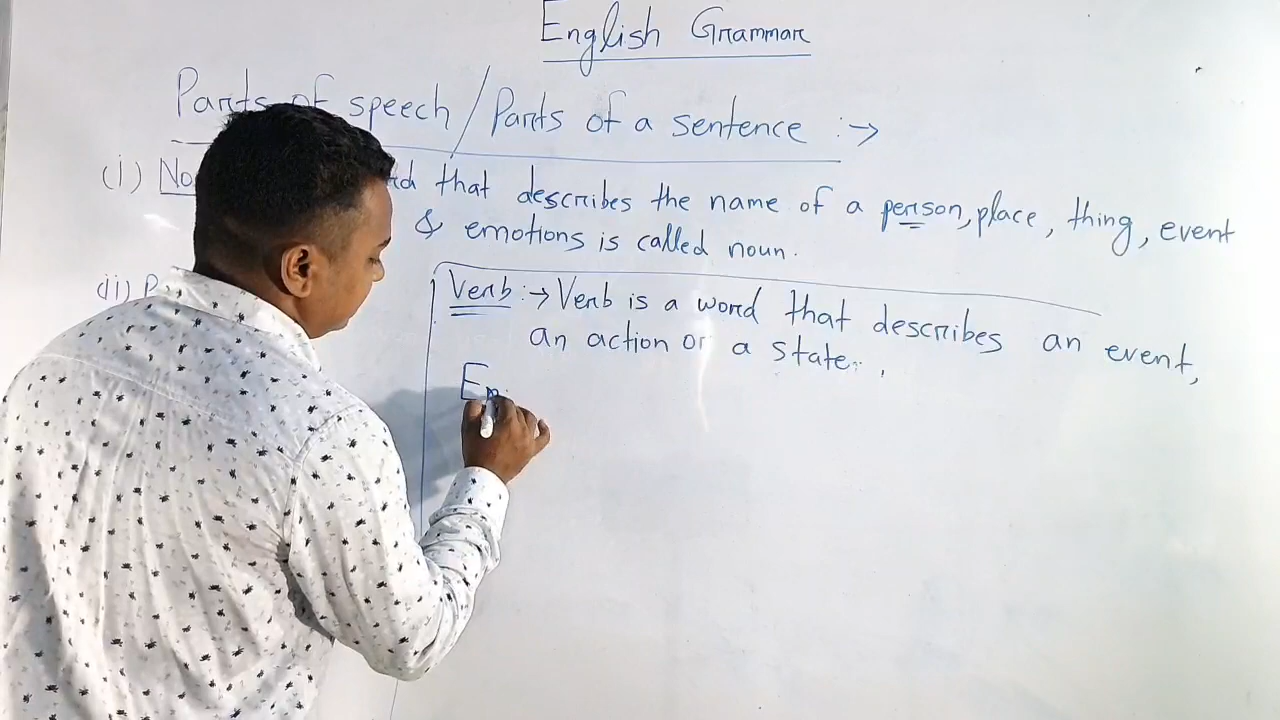 English Grammar
Parts of speech / Parts of a sentence :→
(i) that describes the name of a person, place, thing, event
& emotions is called noun.
(ii)
Verb :→ Verb is a word that describes an event,
an action or a state.